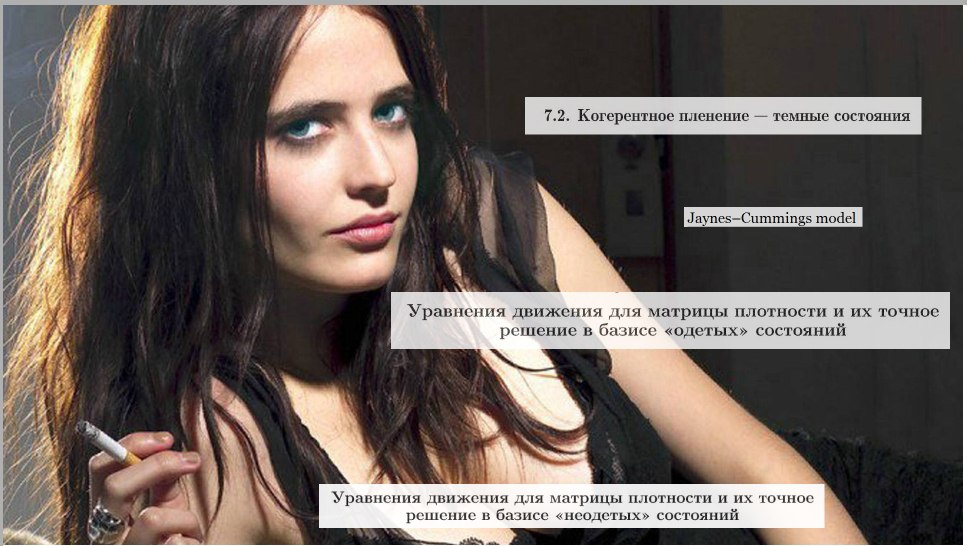 7.2. Когерентное пленение — темные состояния
Jaynes–Cummings model
Уравнения движения для матрицы плотности и их точное
решение в базисе «одетых» состояний
Уравнения движения для матрицы плотности и их точное
решение в базисе «неодетых» состояний